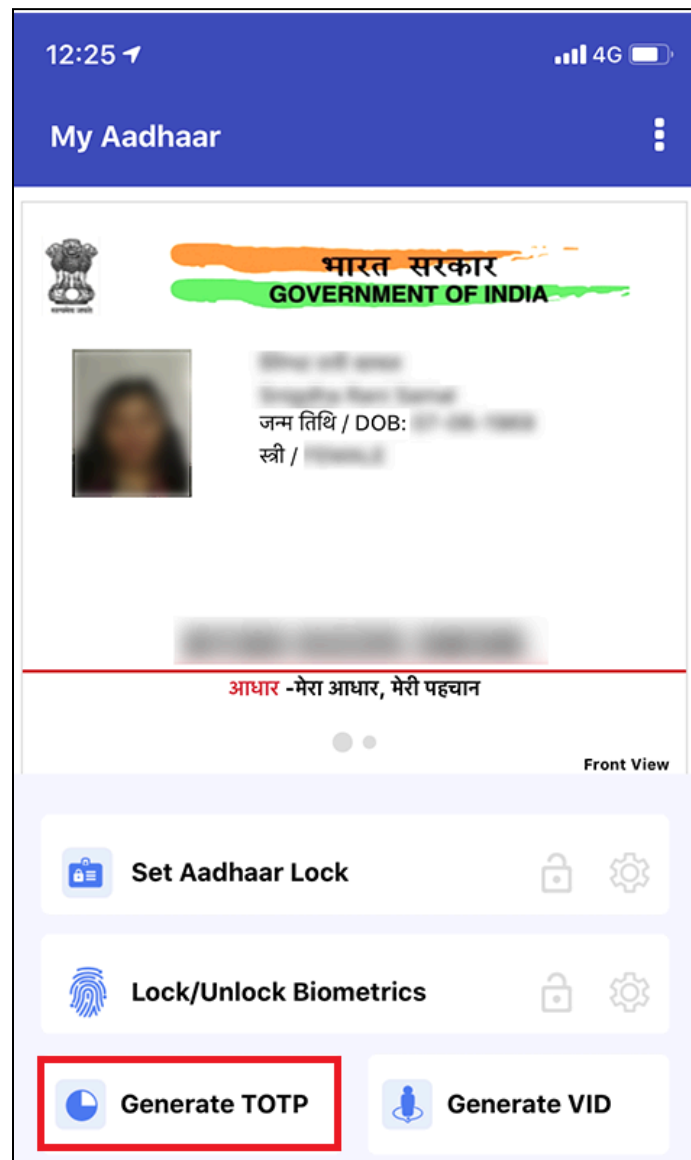 12:25
4G
My Aadhaar
भारत सरकार
GOVERNMENT OF INDIA
जन्म तिथि / DOB:
स्त्री /
आधार -मेरा आधार, मेरी पहचान
Front View
Set Aadhaar Lock
Lock/Unlock Biometrics
Generate TOTP
Generate VID